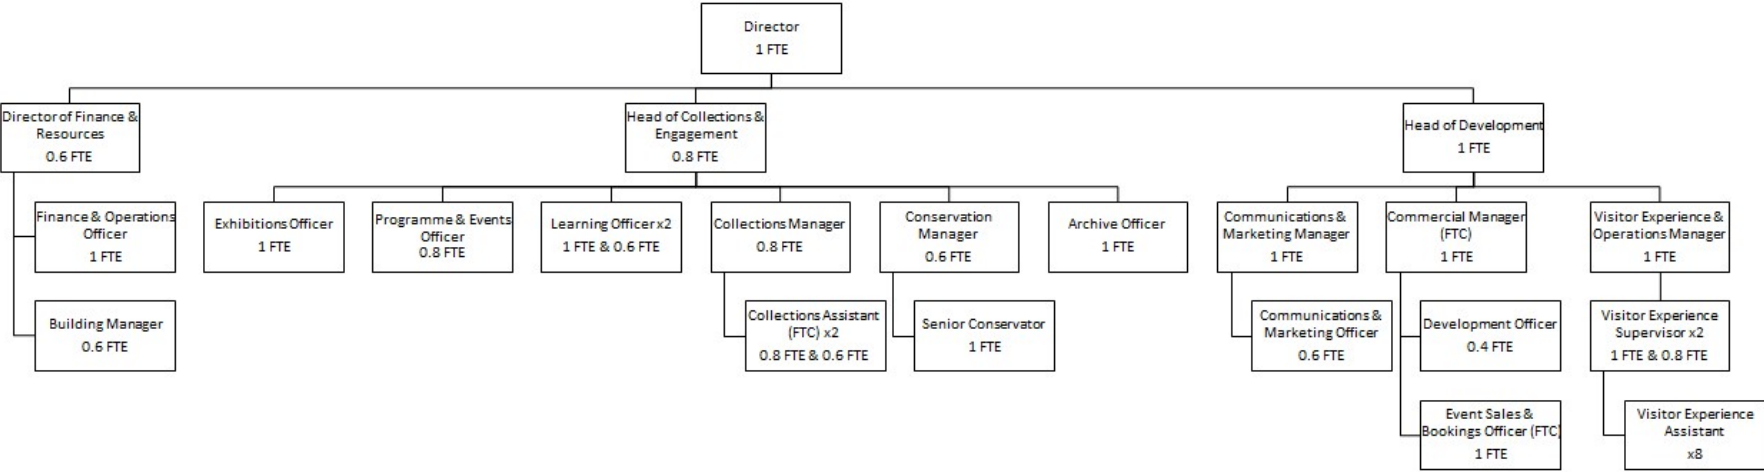 Director
1 FTE
Director of Finance &
Resources
0.6 FTE
Head of Collections &
Engagement
0.8 FTE
Head of Development
1 FTE
Finance & Operations
Officer
1 FTE
Exhibitions Officer
1 FTE
Programme & Events
Officer
0.8 FTE
Learning Officer x2
1 FTE & 0.6 FTE
Collections Manager
0.8 FTE
Conservation
Manager
0.6 FTE
Archive Officer
1 FTE
Communications &
Marketing Manager
1 FTE
Commercial Manager
(FTC)
1 FTE
Visitor Experience &
Operations Manager
1 FTE
Building Manager
0.6 FTE
Collections Assistant
(FTC) x2
0.8 FTE & 0.6 FTE
Senior Conservator
1 FTE
Communications &
Marketing Officer
0.6 FTE
Development Officer
0.4 FTE
Visitor Experience
Supervisor x2
1 FTE & 0.8 FTE
Event Sales &
Bookings Officer (FTC)
1 FTE
Visitor Experience
Assistant
x8